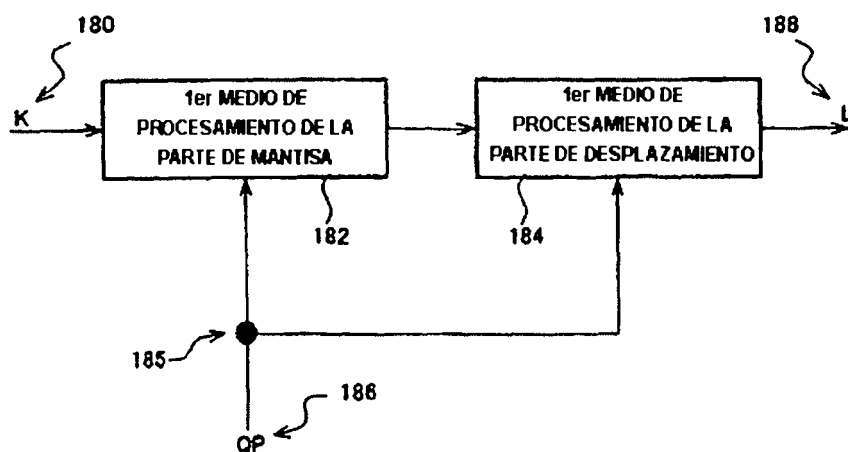 180
188
K
1er MEDIO DE
PROCESAMIENTO DE LA
PARTE DE MANTISA
1er MEDIO DE
PROCESAMIENTO DE LA
PARTE DE DESPLAZAMIENTO
L
182
184
185
186
QP